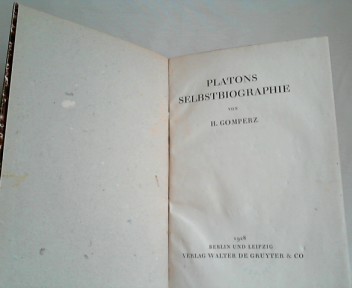 PLATONS
SELBSTBIOGRAPHIE
VON
H. GOMPERZ
1928
BERLIN UND LEIPZIG
VERLAG WALTER DE GRUYTER & CO